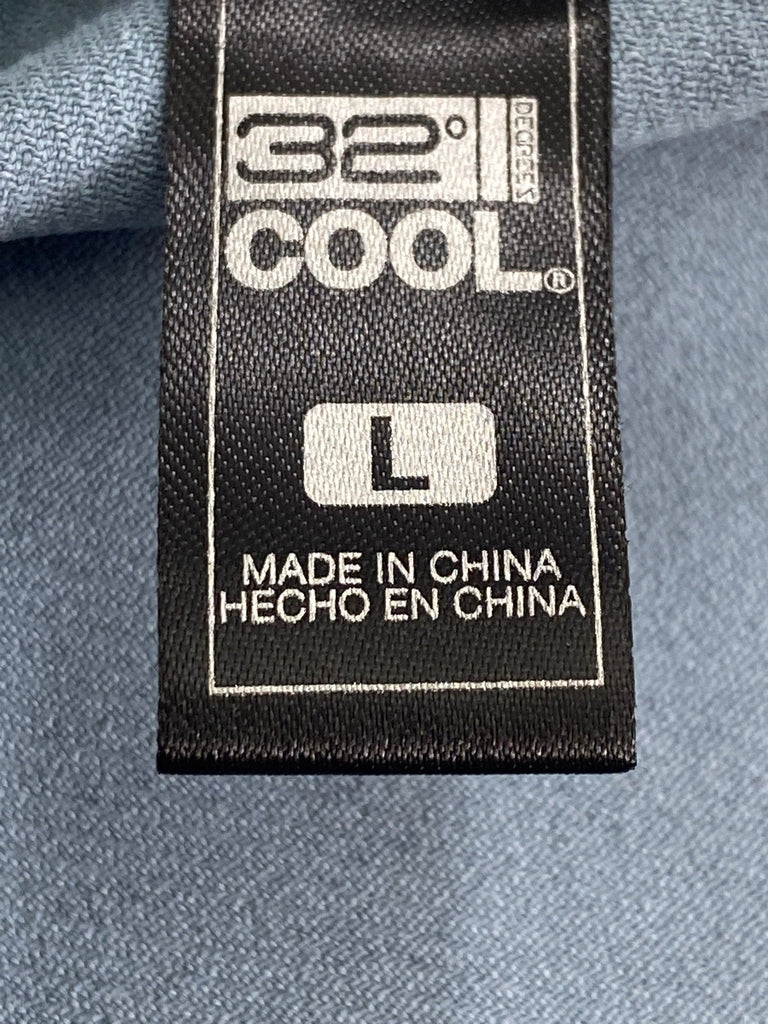 32°
DEGREES
COOL®
L
MADE IN CHINA
HECHO EN CHINA